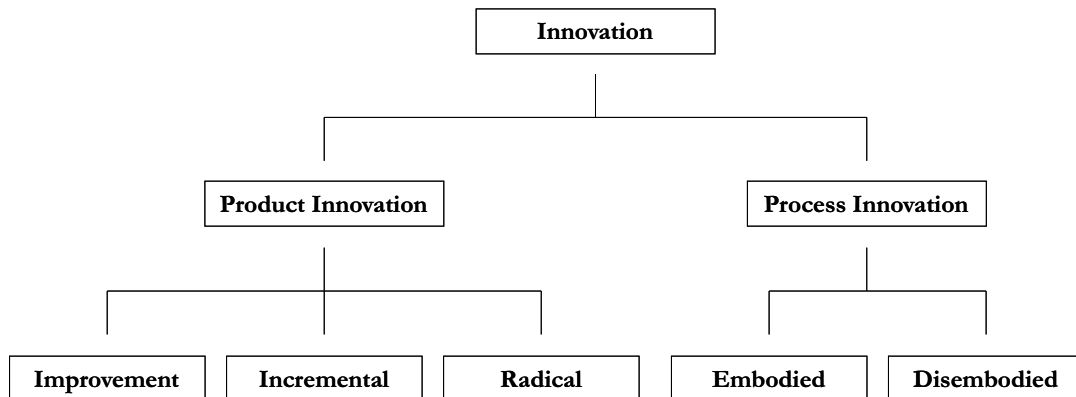 Innovation
Product Innovation
Process Innovation
Improvement
Incremental
Radical
Embodied
Disembodied